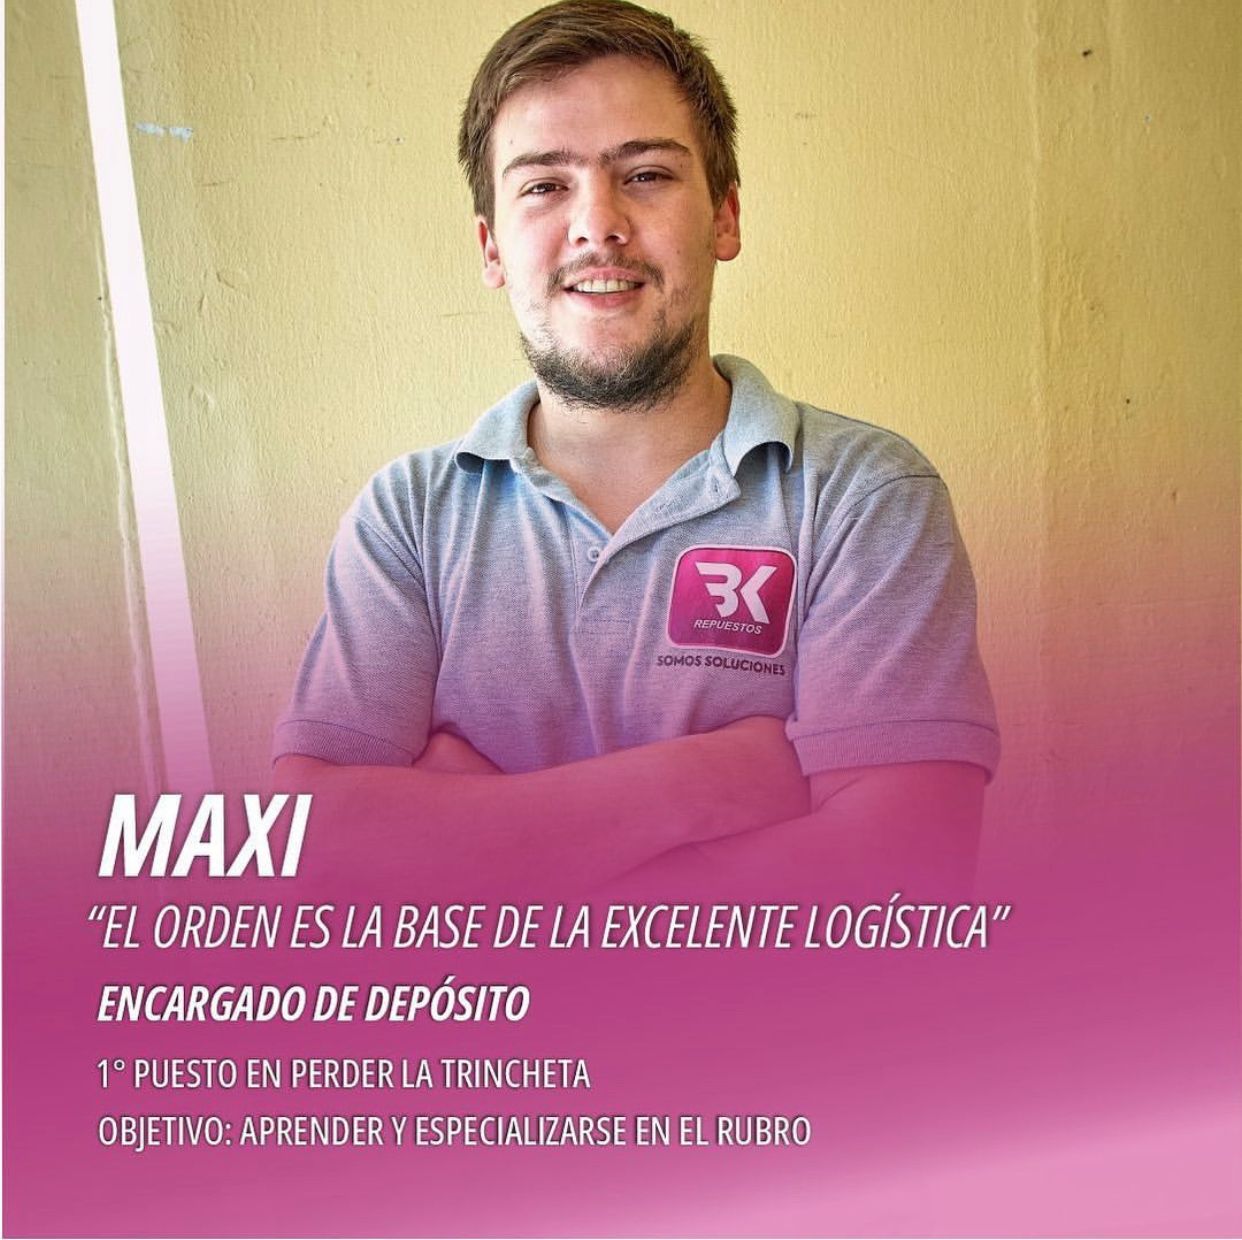 BK
REPUESTOS
SOMOS SOLUCIONES
MAXI
“EL ORDEN ES LA BASE DE LA EXCELENTE LOGÍSTICA”
ENCARGADO DE DEPÓSITO
1° PUESTO EN PERDER LA TRINCHETA
OBJETIVO: APRENDER Y ESPECIALIZARSE EN EL RUBRO